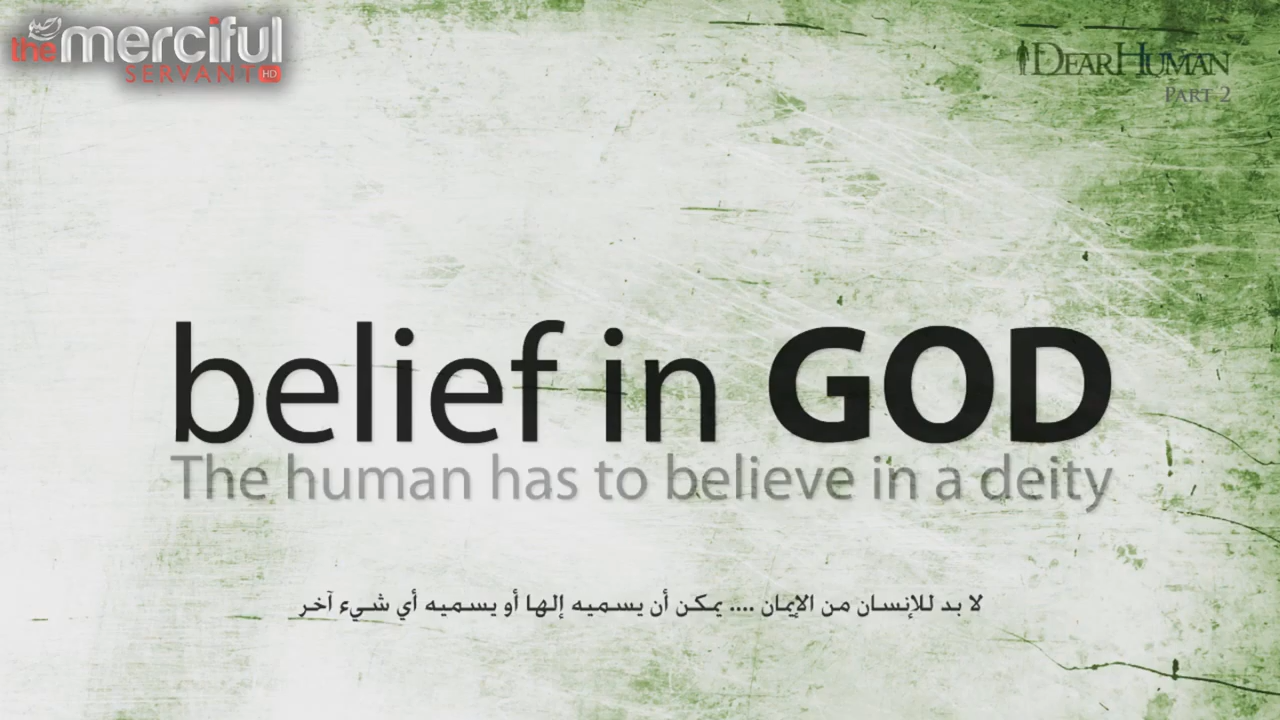 the merciful
SERVANT HD
DEARHUMAN
PART 2
belief in GOD
The human has to believe in a deity
لا بد للإنسان من الإيمان .... يمكن أن يسميه إلها أو يسميه أي شيء آخر